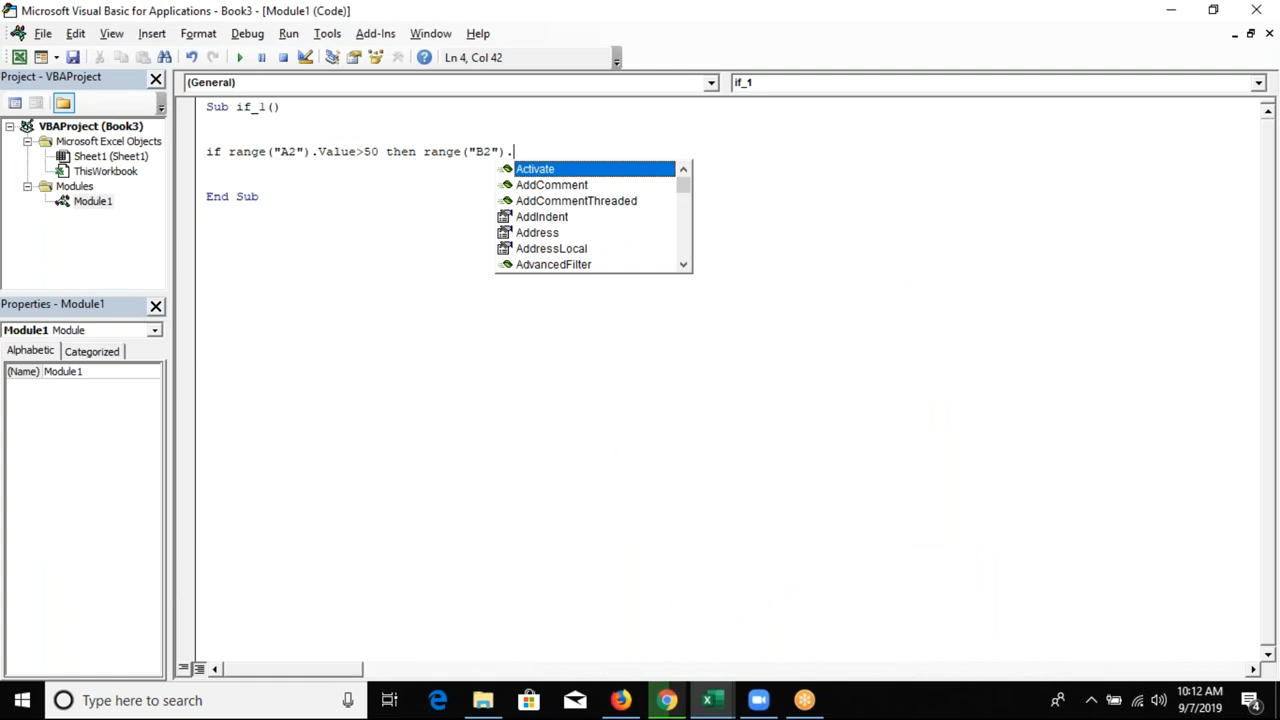 Microsoft Visual Basic for Applications - Book3 - [Module1 (Code)]
File Edit View Insert Format Debug Run Tools Add-Ins Window Help
Ln 4, Col 42
Project - VBAProject
(General)
if_1
VBAProject (Book3)
Microsoft Excel Objects
Sheet1 (Sheet1)
ThisWorkbook
Modules
Module1
Sub if_1()
if range("A2").Value>50 then range("B2").
End Sub
Activate
AddComment
AddCommentThreaded
AddIndent
Address
AddressLocal
AdvancedFilter
Properties - Module1
Module1 Module
Alphabetic Categorized
(Name) Module1
Type here to search
10:12 AM
9/7/2019
4